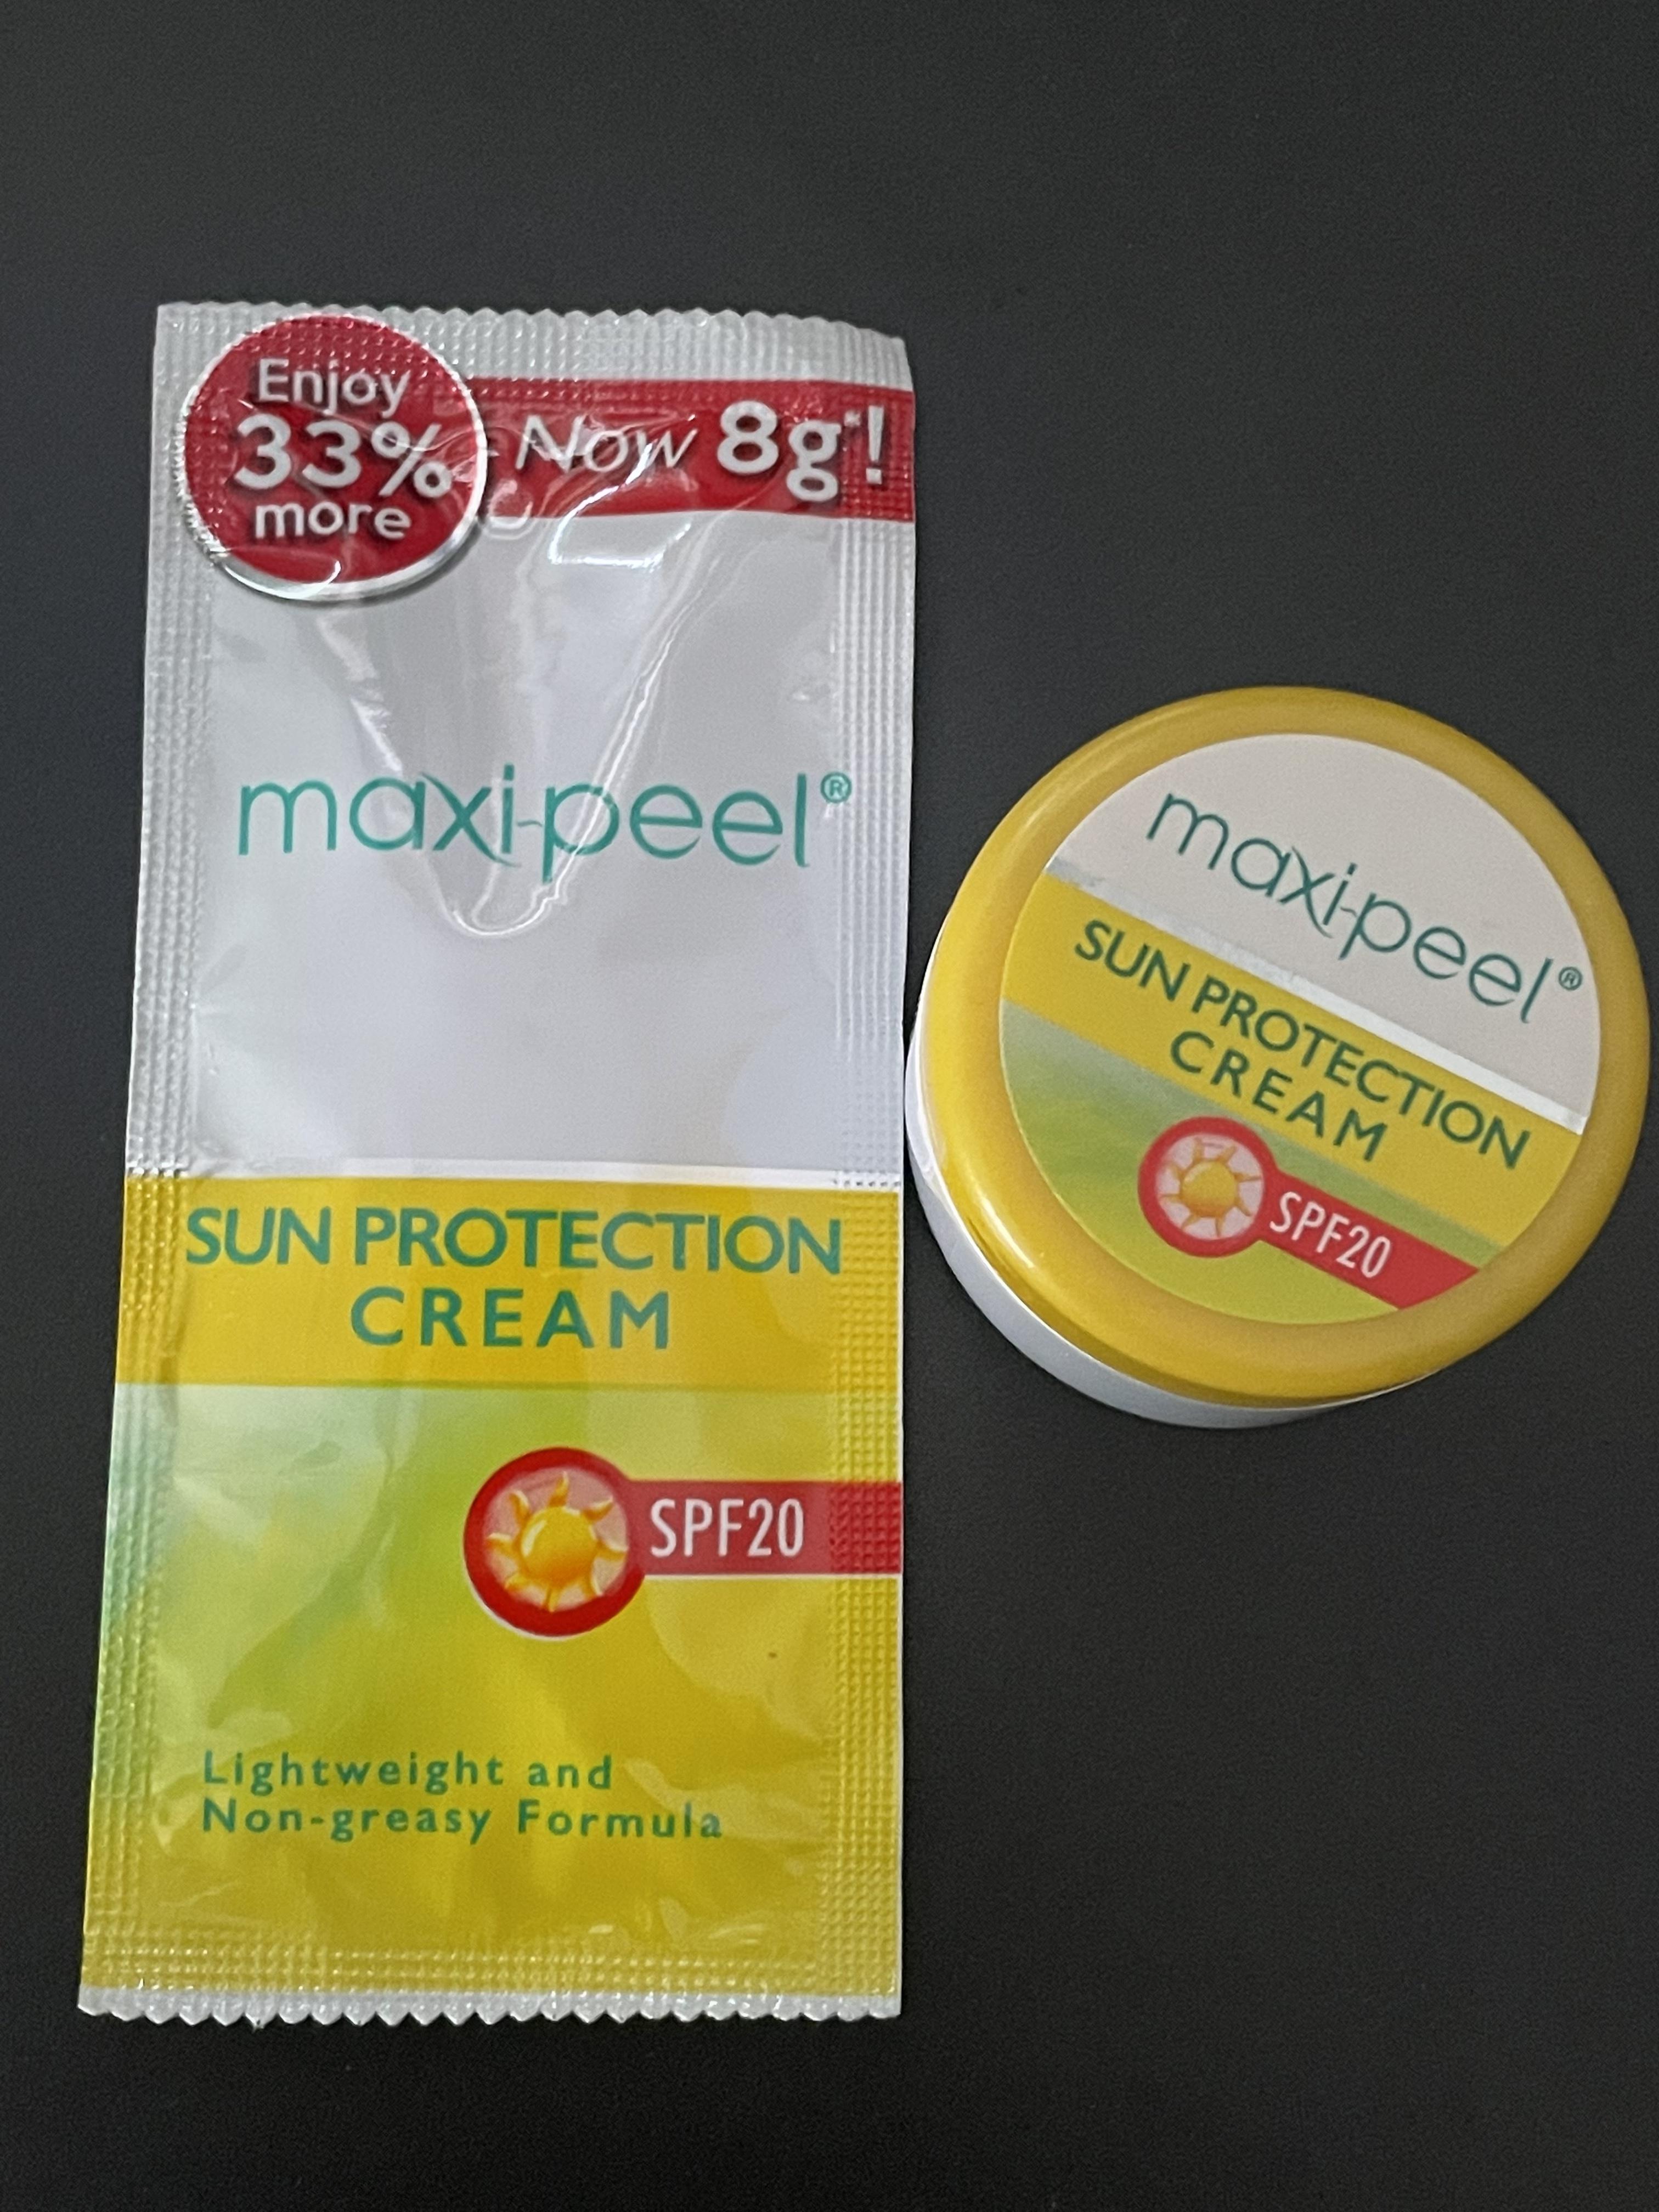 Enjoy
33%
more
Now 8g*!
maxi-peel®
SUN PROTECTION
CREAM
SPF20
Lightweight and
Non-greasy Formula
maxi-peel®
SUN PROTECTION
CREAM
SPF20